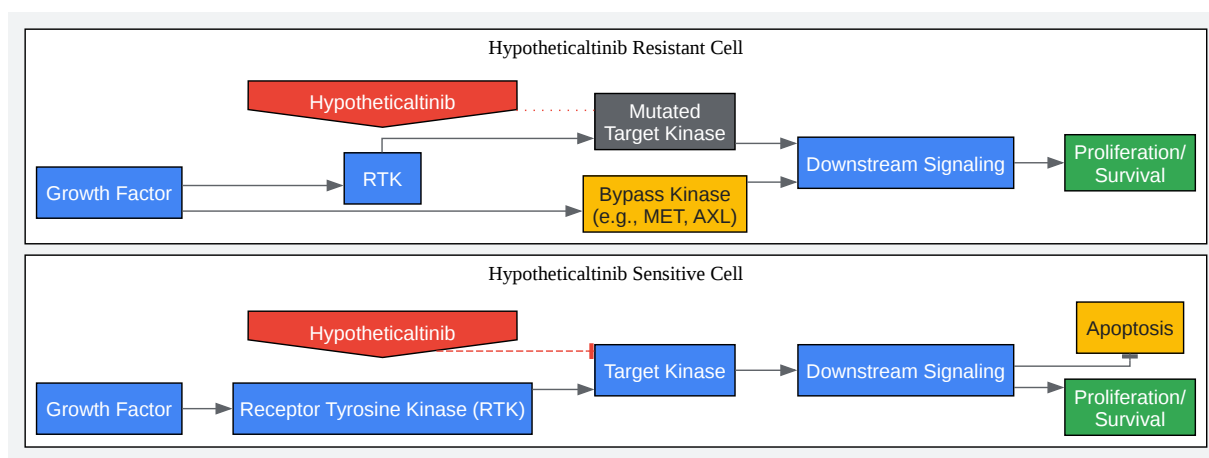 Hypotheticaltinib Resistant Cell
Hypotheticaltinib
Mutated
Target Kinase
RTK
Growth Factor
Bypass Kinase
(e.g., MET, AXL)
Downstream Signaling
Proliferation/
Survival
Hypotheticaltinib Sensitive Cell
Hypotheticaltinib
Growth Factor
Receptor Tyrosine Kinase (RTK)
Target Kinase
Downstream Signaling
Apoptosis
Proliferation/
Survival